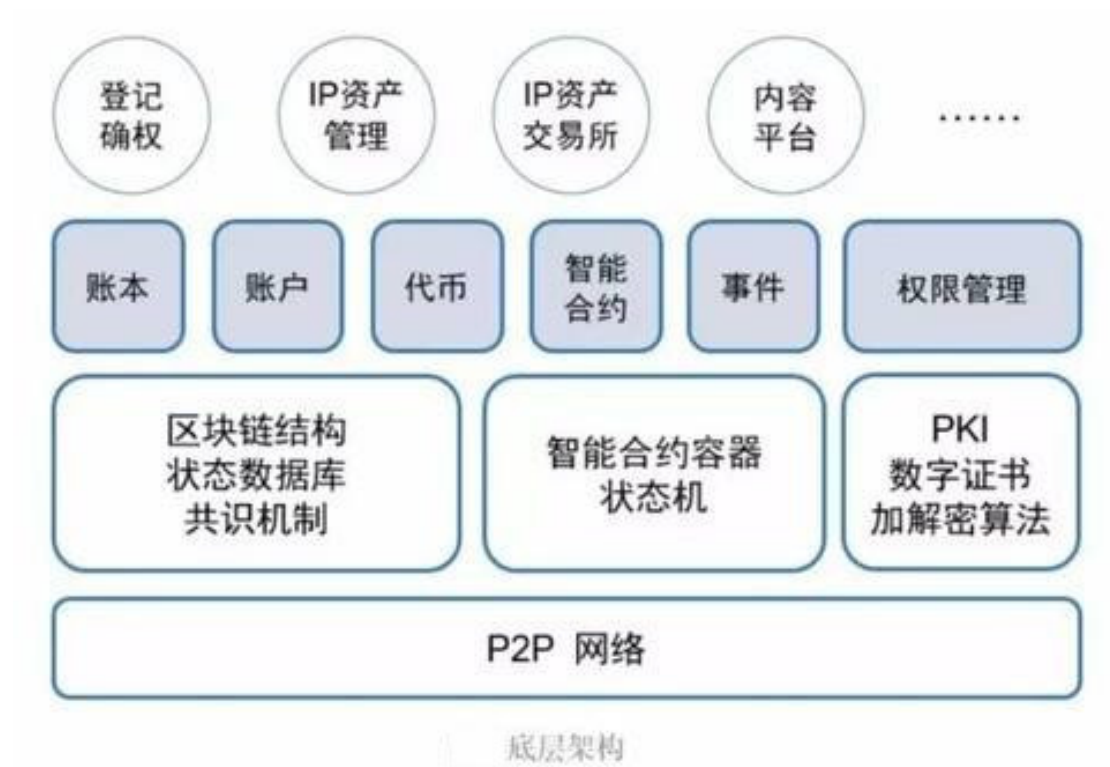 登记
确权
IP资产
管理
IP资产
交易所
内容
平台
......
账本
账户
代币
智能
合约
事件
权限管理
区块链结构
状态数据库
共识机制
智能合约容器
状态机
PKI
数字证书
加解密算法
P2P 网络
底层架构